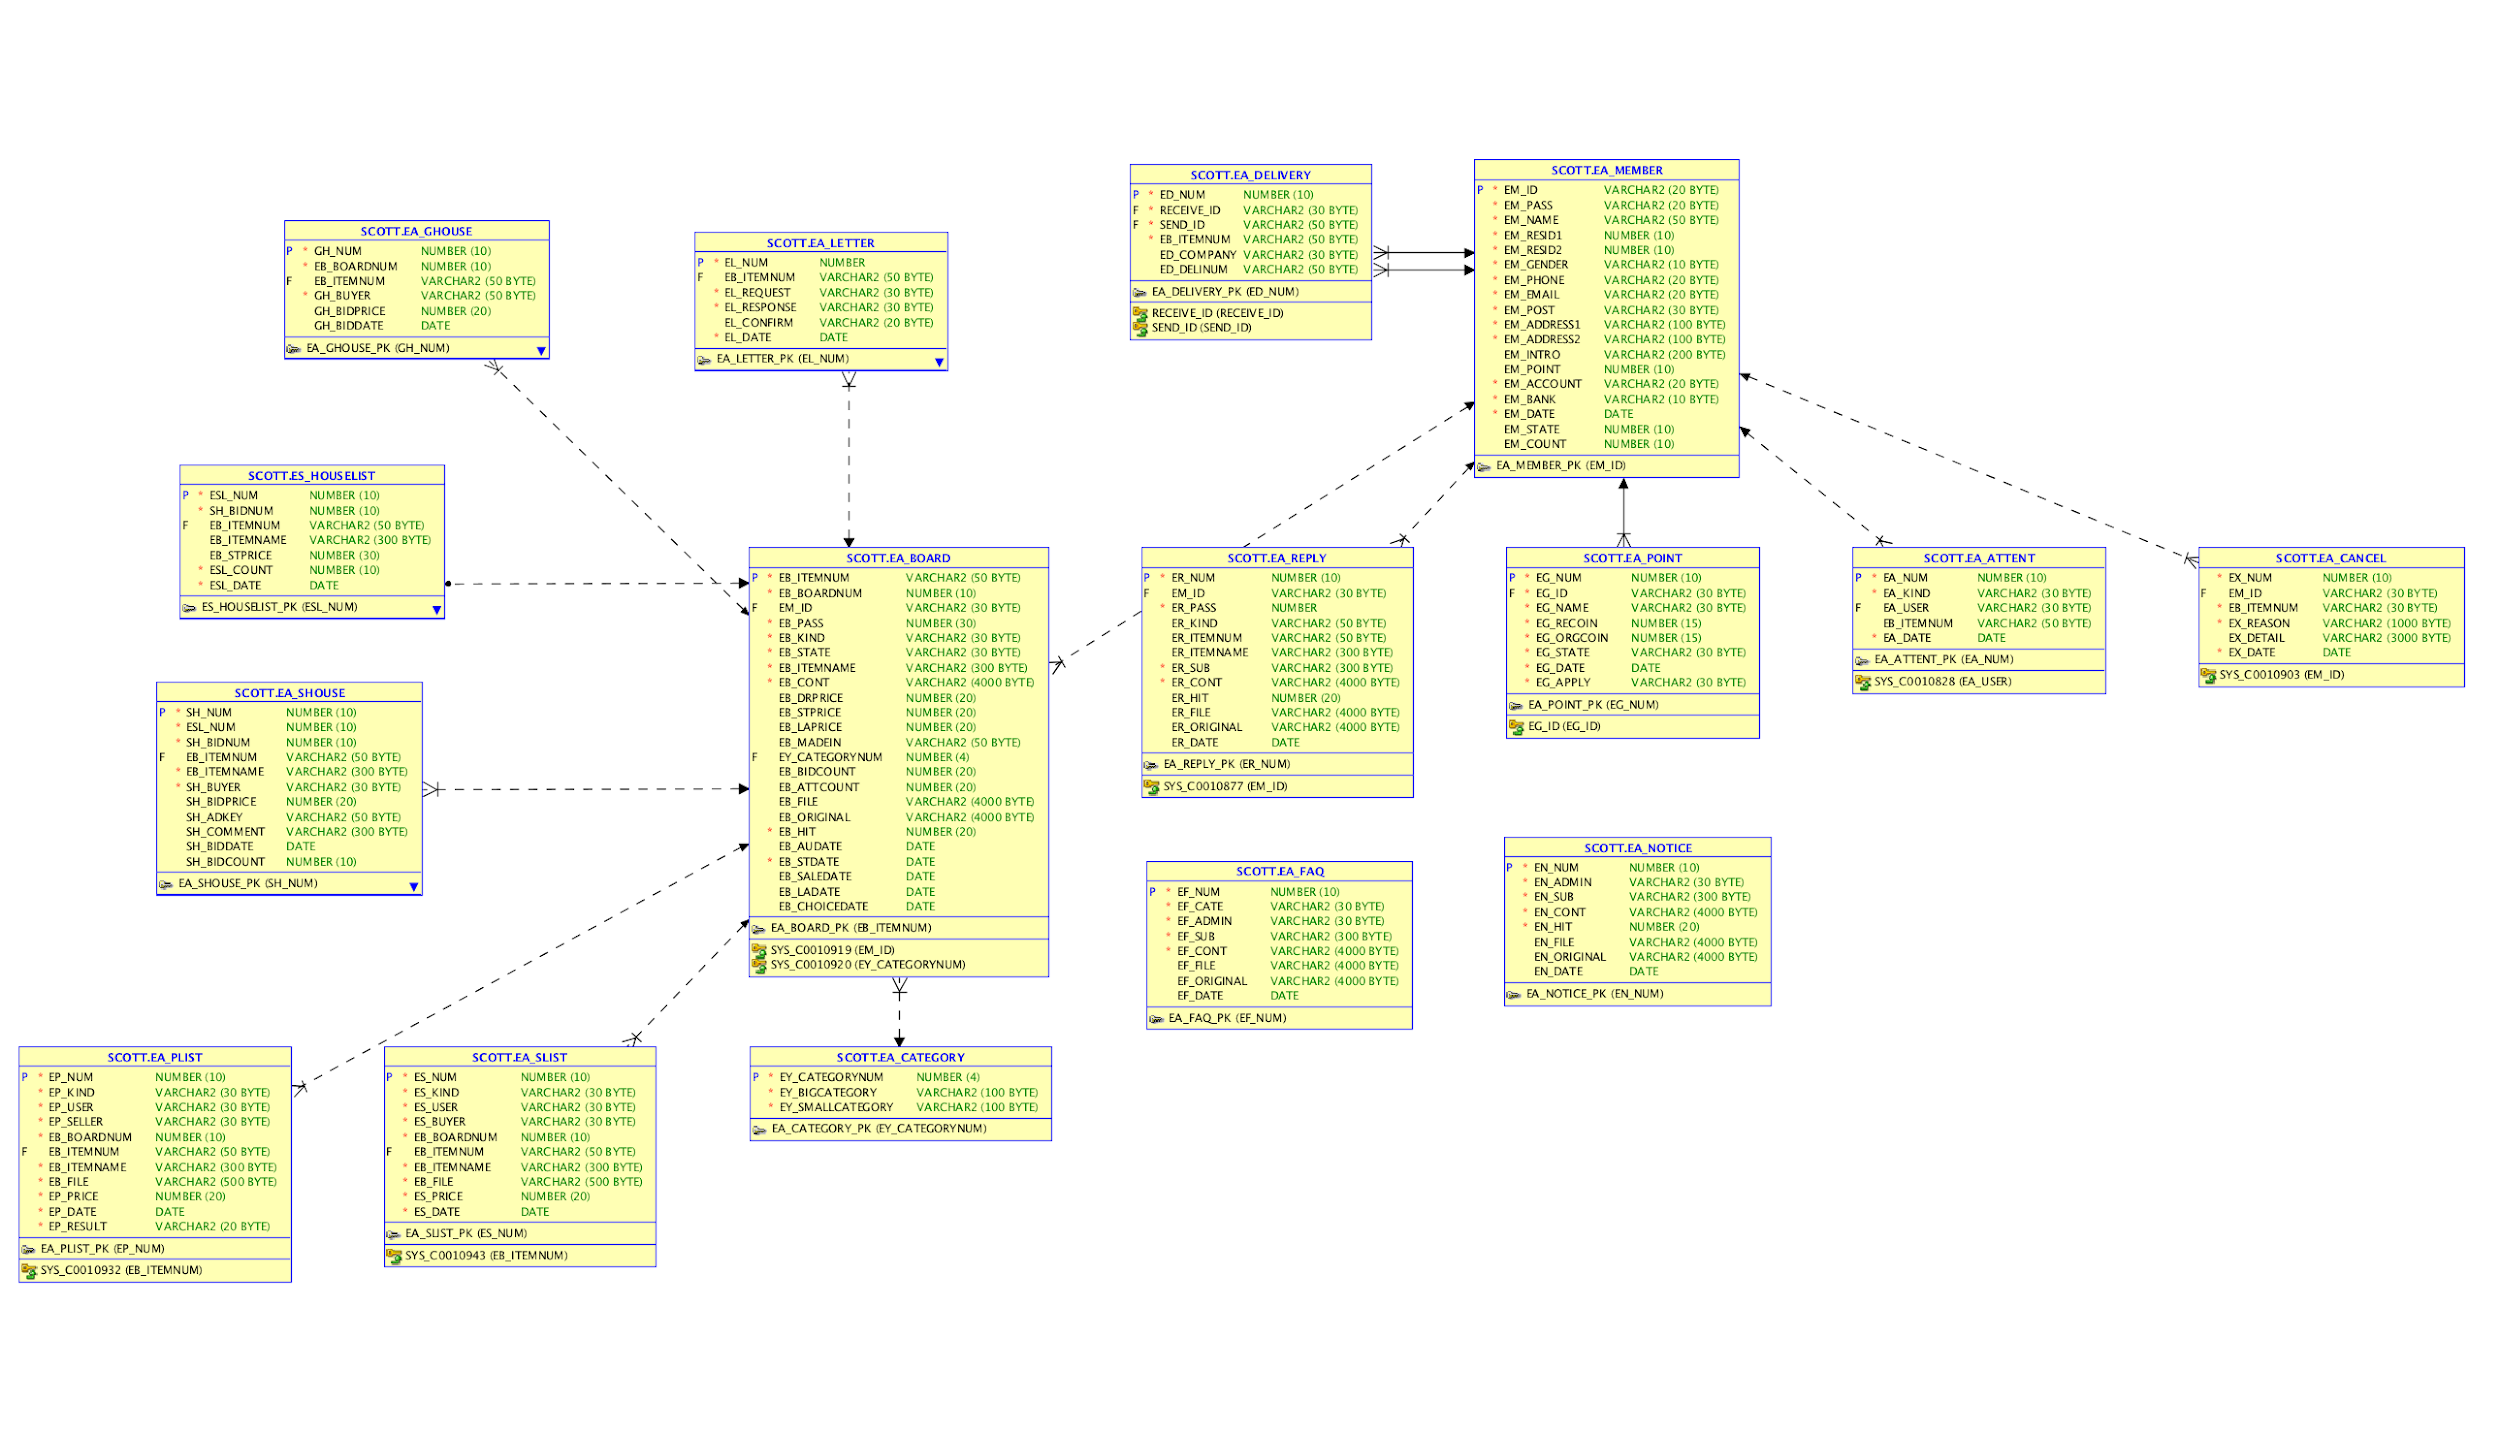 SCOTT.EA_GHOUSE
P * GH_NUM NUMBER (10)
* EB_BOARDNUM NUMBER (10)
F EB_ITEMNUM VARCHAR2 (50 BYTE)
* GH_BUYER VARCHAR2 (50 BYTE)
GH_BIDPRICE NUMBER (20)
GH_BIDDATE DATE
EA_GHOUSE_PK (GH_NUM)
SCOTT.EA_LETTER
P * EL_NUM NUMBER
F EB_ITEMNUM VARCHAR2 (50 BYTE)
* EL_REQUEST VARCHAR2 (30 BYTE)
* EL_RESPONSE VARCHAR2 (30 BYTE)
EL_CONFIRM VARCHAR2 (20 BYTE)
* EL_DATE DATE
EA_LETTER_PK (EL_NUM)
SCOTT.EA_DELIVERY
P * ED_NUM NUMBER (10)
F * RECEIVE_ID VARCHAR2 (30 BYTE)
F * SEND_ID VARCHAR2 (50 BYTE)
* EB_ITEMNUM VARCHAR2 (50 BYTE)
ED_COMPANY VARCHAR2 (30 BYTE)
ED_DELINUM VARCHAR2 (50 BYTE)
EA_DELIVERY_PK (ED_NUM)
RECEIVE_ID (RECEIVE_ID)
SEND_ID (SEND_ID)
SCOTT.EA_MEMBER
P * EM_ID VARCHAR2 (20 BYTE)
* EM_PASS VARCHAR2 (20 BYTE)
* EM_NAME VARCHAR2 (50 BYTE)
* EM_RESID1 NUMBER (10)
* EM_RESID2 NUMBER (10)
* EM_GENDER VARCHAR2 (10 BYTE)
* EM_PHONE VARCHAR2 (20 BYTE)
* EM_EMAIL VARCHAR2 (20 BYTE)
* EM_POST VARCHAR2 (30 BYTE)
* EM_ADDRESS1 VARCHAR2 (100 BYTE)
* EM_ADDRESS2 VARCHAR2 (100 BYTE)
EM_INTRO VARCHAR2 (200 BYTE)
EM_POINT NUMBER (10)
* EM_ACCOUNT VARCHAR2 (20 BYTE)
* EM_BANK VARCHAR2 (10 BYTE)
* EM_DATE DATE
EM_STATE NUMBER (10)
EM_COUNT NUMBER (10)
EA_MEMBER_PK (EM_ID)
SCOTT.ES_HOUSELIST
P * ESL_NUM NUMBER (10)
* SH_BIDNUM NUMBER (10)
F EB_ITEMNUM VARCHAR2 (50 BYTE)
EB_ITEMNAME VARCHAR2 (300 BYTE)
EB_STPRICE NUMBER (30)
* ESL_COUNT NUMBER (10)
* ESL_DATE DATE
ES_HOUSELIST_PK (ESL_NUM)
SCOTT.EA_SHOUSE
P * SH_NUM NUMBER (10)
* ESL_NUM NUMBER (10)
* SH_BIDNUM NUMBER (10)
F EB_ITEMNUM VARCHAR2 (50 BYTE)
* EB_ITEMNAME VARCHAR2 (300 BYTE)
* SH_BUYER VARCHAR2 (30 BYTE)
SH_BIDPRICE NUMBER (20)
SH_ADKEY VARCHAR2 (50 BYTE)
SH_COMMENT VARCHAR2 (300 BYTE)
SH_BIDDATE DATE
SH_BIDCOUNT NUMBER (10)
EA_SHOUSE_PK (SH_NUM)
SCOTT.EA_BOARD
P * EB_ITEMNUM VARCHAR2 (50 BYTE)
* EB_BOARDNUM NUMBER (10)
F EM_ID VARCHAR2 (30 BYTE)
* EB_PASS NUMBER (30)
* EB_KIND VARCHAR2 (30 BYTE)
* EB_STATE VARCHAR2 (30 BYTE)
* EB_ITEMNAME VARCHAR2 (300 BYTE)
* EB_CONT VARCHAR2 (4000 BYTE)
EB_DRPRICE NUMBER (20)
EB_STPRICE NUMBER (20)
EB_LAPRICE NUMBER (20)
EB_MADEIN VARCHAR2 (50 BYTE)
F EY_CATEGORYNUM NUMBER (4)
EB_BIDCOUNT NUMBER (20)
EB_ATTCOUNT NUMBER (20)
EB_FILE VARCHAR2 (4000 BYTE)
EB_ORIGINAL VARCHAR2 (4000 BYTE)
* EB_HIT NUMBER (20)
EB_AUDATE DATE
* EB_STDATE DATE
EB_SALEDATE DATE
EB_LADATE DATE
EB_CHOICEDATE DATE
EA_BOARD_PK (EB_ITEMNUM)
SYS_C0010919 (EM_ID)
SYS_C0010920 (EY_CATEGORYNUM)
SCOTT.EA_REPLY
P * ER_NUM NUMBER (10)
F EM_ID VARCHAR2 (30 BYTE)
* ER_PASS NUMBER
ER_KIND VARCHAR2 (50 BYTE)
ER_ITEMNUM VARCHAR2 (50 BYTE)
ER_ITEMNAME VARCHAR2 (300 BYTE)
* ER_SUB VARCHAR2 (300 BYTE)
* ER_CONT VARCHAR2 (4000 BYTE)
ER_HIT NUMBER (20)
ER_FILE VARCHAR2 (4000 BYTE)
ER_ORIGINAL VARCHAR2 (4000 BYTE)
ER_DATE DATE
EA_REPLY_PK (ER_NUM)
SYS_C0010877 (EM_ID)
SCOTT.EA_POINT
P * EG_NUM NUMBER (10)
F * EG_ID VARCHAR2 (30 BYTE)
* EG_NAME VARCHAR2 (30 BYTE)
* EG_RECOIN NUMBER (15)
* EG_ORGCOIN NUMBER (15)
* EG_STATE VARCHAR2 (30 BYTE)
* EG_DATE DATE
* EG_APPLY VARCHAR2 (30 BYTE)
EA_POINT_PK (EG_NUM)
EG_ID (EG_ID)
SCOTT.EA_ATTENT
P * EA_NUM NUMBER (10)
* EA_KIND VARCHAR2 (30 BYTE)
F EA_USER VARCHAR2 (30 BYTE)
EB_ITEMNUM VARCHAR2 (50 BYTE)
* EA_DATE DATE
EA_ATTENT_PK (EA_NUM)
SYS_C0010828 (EA_USER)
SCOTT.EA_CANCEL
* EX_NUM NUMBER (10)
F EM_ID VARCHAR2 (30 BYTE)
* EB_ITEMNUM VARCHAR2 (30 BYTE)
* EX_REASON VARCHAR2 (1000 BYTE)
EX_DETAIL VARCHAR2 (3000 BYTE)
* EX_DATE DATE
SYS_C0010903 (EM_ID)
SCOTT.EA_FAQ
P * EF_NUM NUMBER (10)
* EF_CATE VARCHAR2 (30 BYTE)
* EF_ADMIN VARCHAR2 (30 BYTE)
* EF_SUB VARCHAR2 (300 BYTE)
* EF_CONT VARCHAR2 (4000 BYTE)
EF_FILE VARCHAR2 (4000 BYTE)
EF_ORIGINAL VARCHAR2 (4000 BYTE)
EF_DATE DATE
EA_FAQ_PK (EF_NUM)
SCOTT.EA_NOTICE
P * EN_NUM NUMBER (10)
* EN_ADMIN VARCHAR2 (30 BYTE)
* EN_SUB VARCHAR2 (300 BYTE)
* EN_CONT VARCHAR2 (4000 BYTE)
* EN_HIT NUMBER (20)
EN_FILE VARCHAR2 (4000 BYTE)
EN_ORIGINAL VARCHAR2 (4000 BYTE)
EN_DATE DATE
EA_NOTICE_PK (EN_NUM)
SCOTT.EA_PLIST
P * EP_NUM NUMBER (10)
* EP_KIND VARCHAR2 (30 BYTE)
* EP_USER VARCHAR2 (30 BYTE)
* EP_SELLER VARCHAR2 (30 BYTE)
* EB_BOARDNUM NUMBER (10)
F EB_ITEMNUM VARCHAR2 (50 BYTE)
* EB_ITEMNAME VARCHAR2 (300 BYTE)
* EB_FILE VARCHAR2 (500 BYTE)
* EP_PRICE NUMBER (20)
* EP_DATE DATE
* EP_RESULT VARCHAR2 (20 BYTE)
EA_PLIST_PK (EP_NUM)
SYS_C0010932 (EB_ITEMNUM)
SCOTT.EA_SLIST
P * ES_NUM NUMBER (10)
* ES_KIND VARCHAR2 (30 BYTE)
* ES_USER VARCHAR2 (30 BYTE)
* ES_BUYER VARCHAR2 (30 BYTE)
* EB_BOARDNUM NUMBER (10)
F EB_ITEMNUM VARCHAR2 (50 BYTE)
* EB_ITEMNAME VARCHAR2 (300 BYTE)
* EB_FILE VARCHAR2 (500 BYTE)
* ES_PRICE NUMBER (20)
* ES_DATE DATE
EA_SLIST_PK (ES_NUM)
SYS_C0010943 (EB_ITEMNUM)
SCOTT.EA_CATEGORY
P * EY_CATEGORYNUM NUMBER (4)
* EY_BIGCATEGORY VARCHAR2 (100 BYTE)
* EY_SMALLCATEGORY VARCHAR2 (100 BYTE)
EA_CATEGORY_PK (EY_CATEGORYNUM)